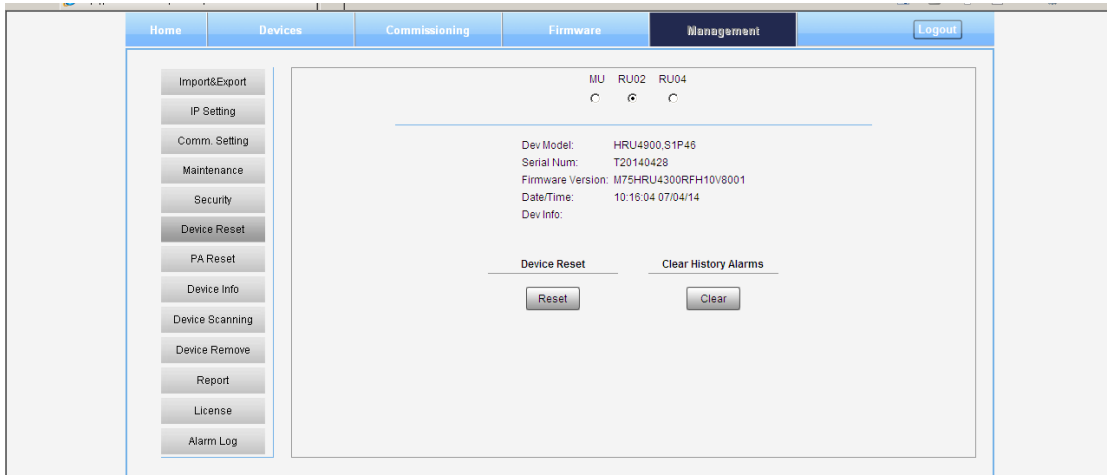 Home Devices Commissioning Firmware Management Logout
Import&Export
IP Setting
Comm. Setting
Maintenance
Security
Device Reset
PA Reset
Device Info
Device Scanning
Device Remove
Report
License
Alarm Log
MU RU02 RU04
Dev Model: HRU4900,S1P46
Serial Num: T20140428
Firmware Version: M75HRU4300RFH10V8001
Date/Time: 10:16:04 07/04/14
Dev Info:
Device Reset Clear History Alarms
Reset Clear